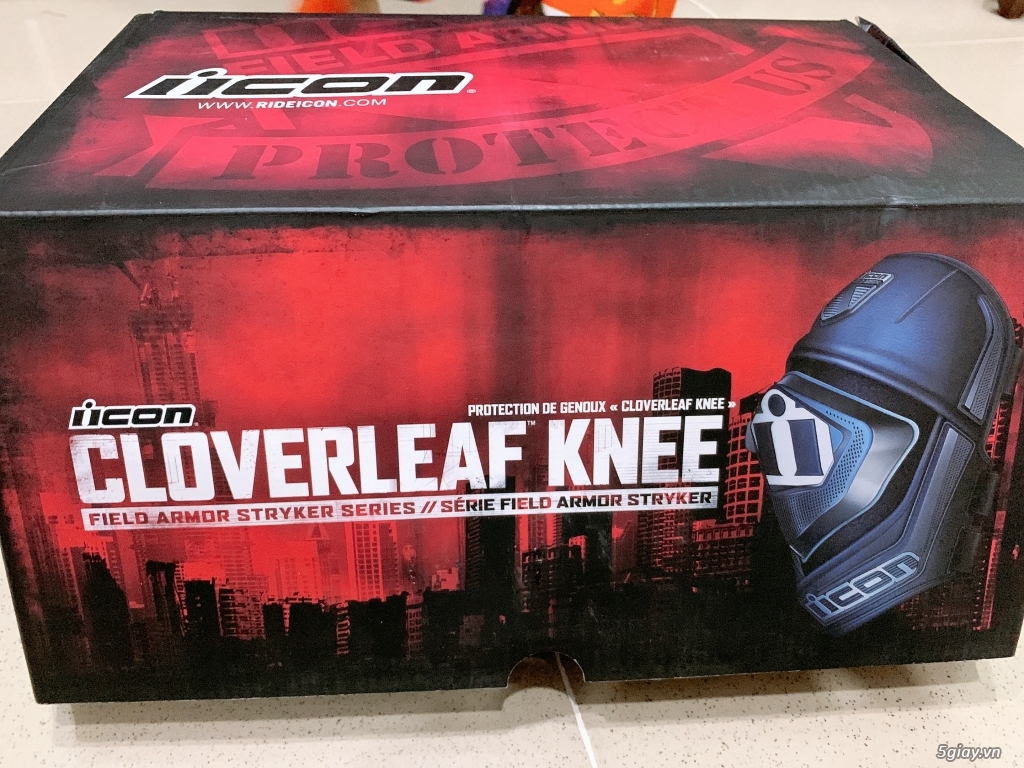 FIELD ARMOR
icon
WWW.RIDEICON.COM
PROTECT US
icon
PROTECTION DE GENOUX « CLOVERLEAF KNEE »
CLOVERLEAF™ KNEE
FIELD ARMOR STRYKER SERIES // SÉRIE FIELD ARMOR STRYKER
icon
5giay.vn